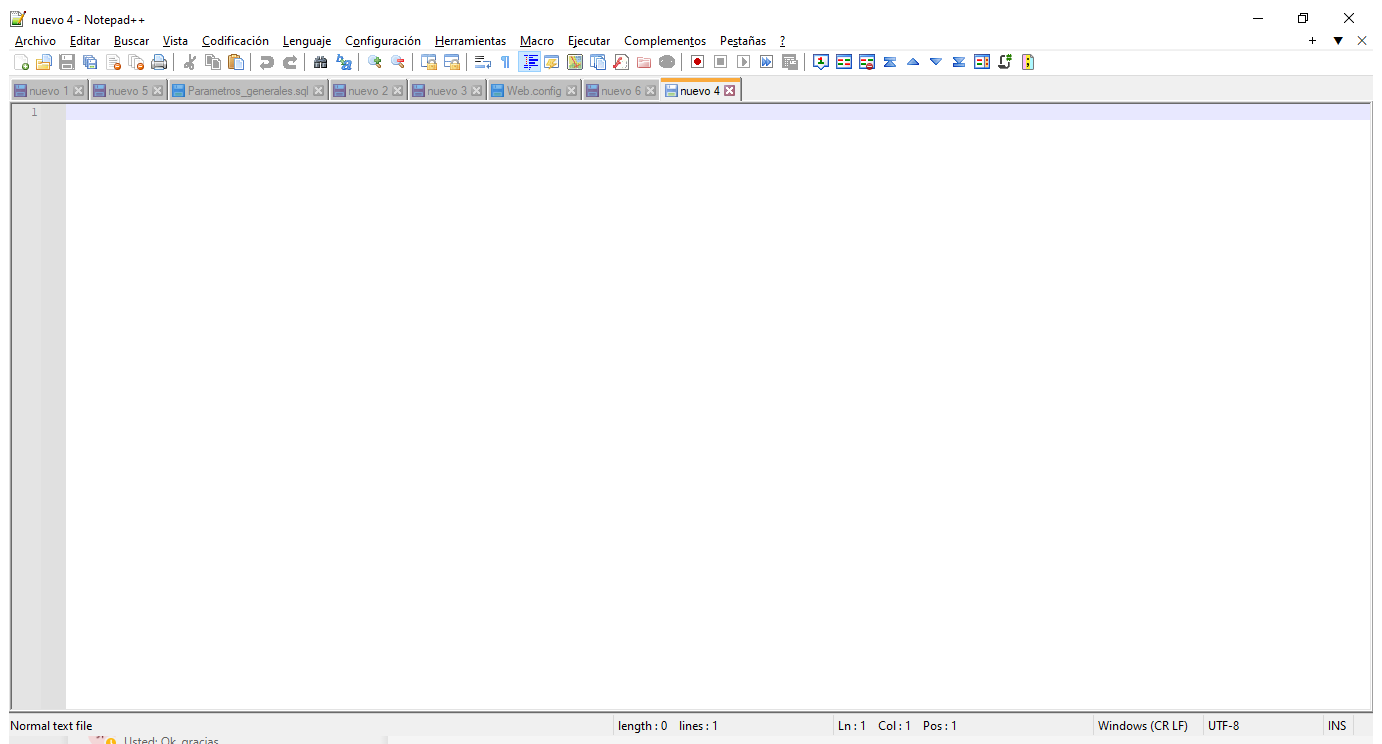 nuevo 4 - Notepad++
Archivo Editar Buscar Vista Codificación Lenguaje Configuración Herramientas Macro Ejecutar Complementos Pestañas ?
nuevo 1 nuevo 5 Parametros_generales.sql nuevo 2 nuevo 3 Web.config nuevo 6 nuevo 4
1
Normal text file length : 0 lines : 1 Ln : 1 Col : 1 Pos : 1 Windows (CR LF) UTF-8 INS
Usted: Ok, gracias